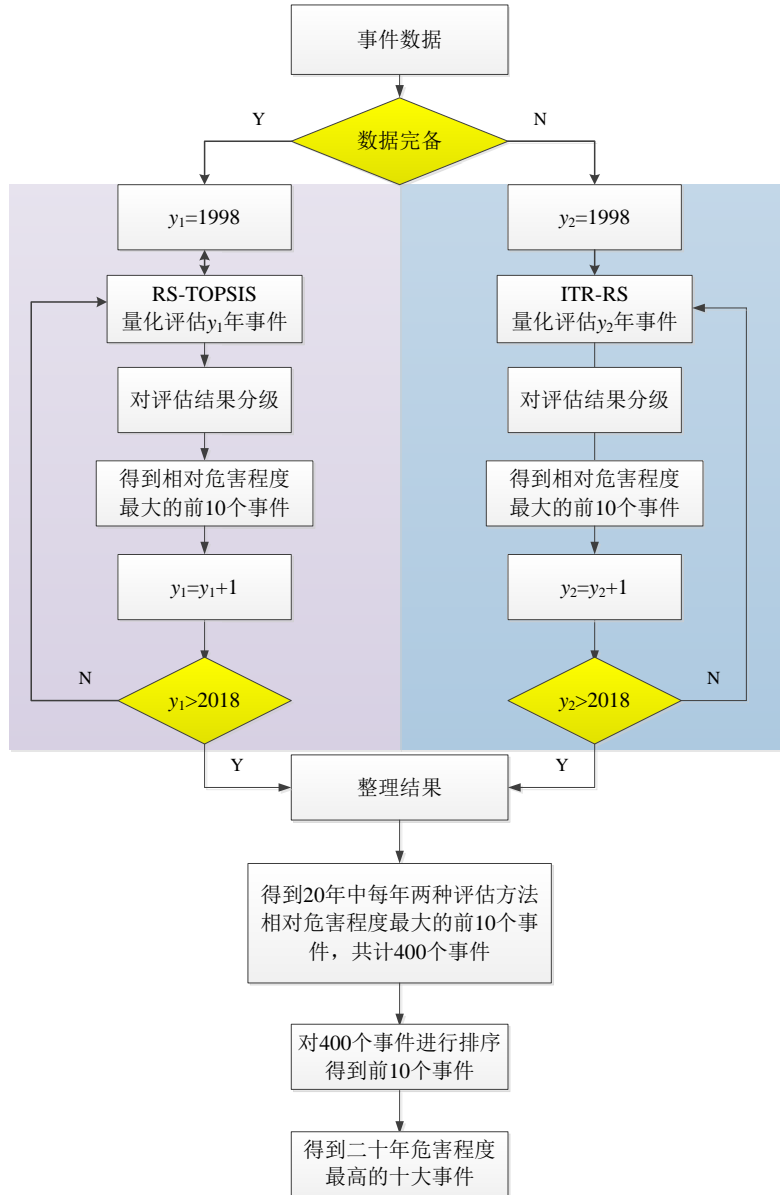 事件数据
Y
N
数据完备
y₁=1998
y₂=1998
RS-TOPSIS
量化评估y₁年事件
ITR-RS
量化评估y₂年事件
对评估结果分级
对评估结果分级
得到相对危害程度
最大的前10个事件
得到相对危害程度
最大的前10个事件
y₁=y₁+1
y₂=y₂+1
N
y₁>2018
y₂>2018
N
Y
Y
整理结果
得到20年中每年两种评估方法
相对危害程度最大的前10个事
件，共计400个事件
对400个事件进行排序
得到前10个事件
得到二十年危害程度
最高的十大事件